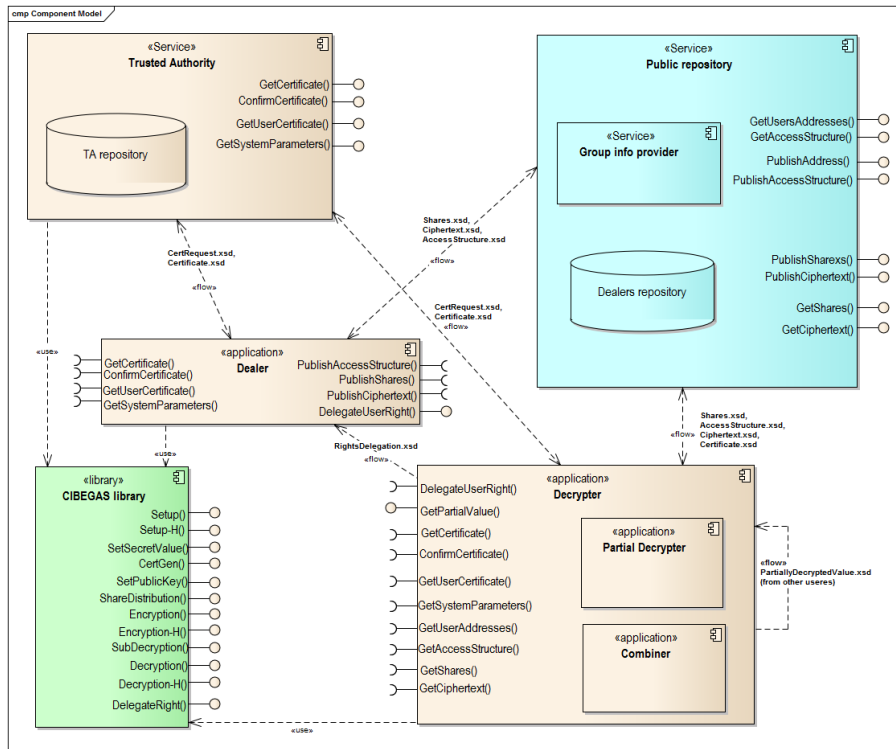 cmp Component Model
«Service»
Trusted Authority
GetCertificate()
ConfirmCertificate()
GetUserCertificate()
GetSystemParameters()
TA repository
«Service»
Public repository
«Service»
Group info provider
GetUsersAddresses()
GetAccessStructure()
PublishAddress()
PublishAccessStructure()
Dealers repository
PublishSharexs()
PublishCiphertext()
GetShares()
GetCiphertext()
CertRequest.xsd,
Certificate.xsd
«flow»
Shares.xsd,
Ciphertext.xsd,
AccessStructure.xsd
«flow»
CertRequest.xsd,
Certificate.xsd
«flow»
«use»
«application»
Dealer
GetCertificate()
ConfirmCertificate()
GetUserCertificate()
GetSystemParameters()
PublishAccessStructure()
PublishShares()
PublishCiphertext()
DelegateUserRight()
«use»
RightsDelegation.xsd
«flow»
Shares.xsd,
AccessStructure.xsd,
«flow» Ciphertext.xsd,
Certificate.xsd
«library»
CIBEGAS library
Setup()
Setup-H()
SetSecretValue()
CertGen()
SetPublicKey()
ShareDistribution()
Encryption()
Encryption-H()
SubDecryption()
Decryption()
Decryption-H()
DelegateRight()
«application»
Decrypter
DelegateUserRight()
GetPartialValue()
GetCertificate()
ConfirmCertificate()
GetUserCertificate()
GetSystemParameters()
GetUserAddresses()
GetAccessStructure()
GetShares()
GetCiphertext()
«application»
Partial Decrypter
«application»
Combiner
«flow»
PartiallyDecryptedValue.xsd
(from other useres)
«use»